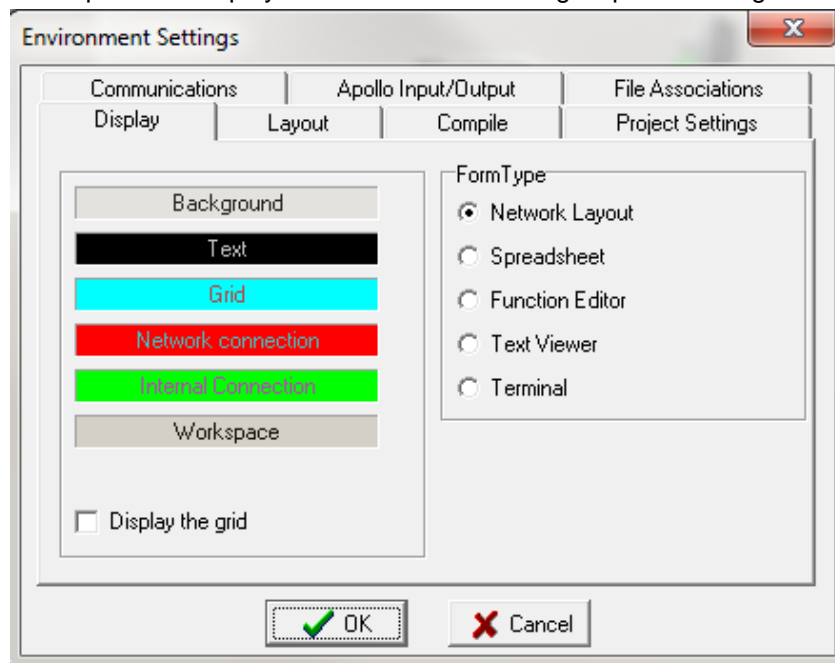 Environment Settings
Communications
Apollo Input/Output
File Associations
Display
Layout
Compile
Project Settings
Background
Text
Grid
Network connection
Internal Connection
Workspace
Display the grid
FormType
Network Layout
Spreadsheet
Function Editor
Text Viewer
Terminal
OK
Cancel